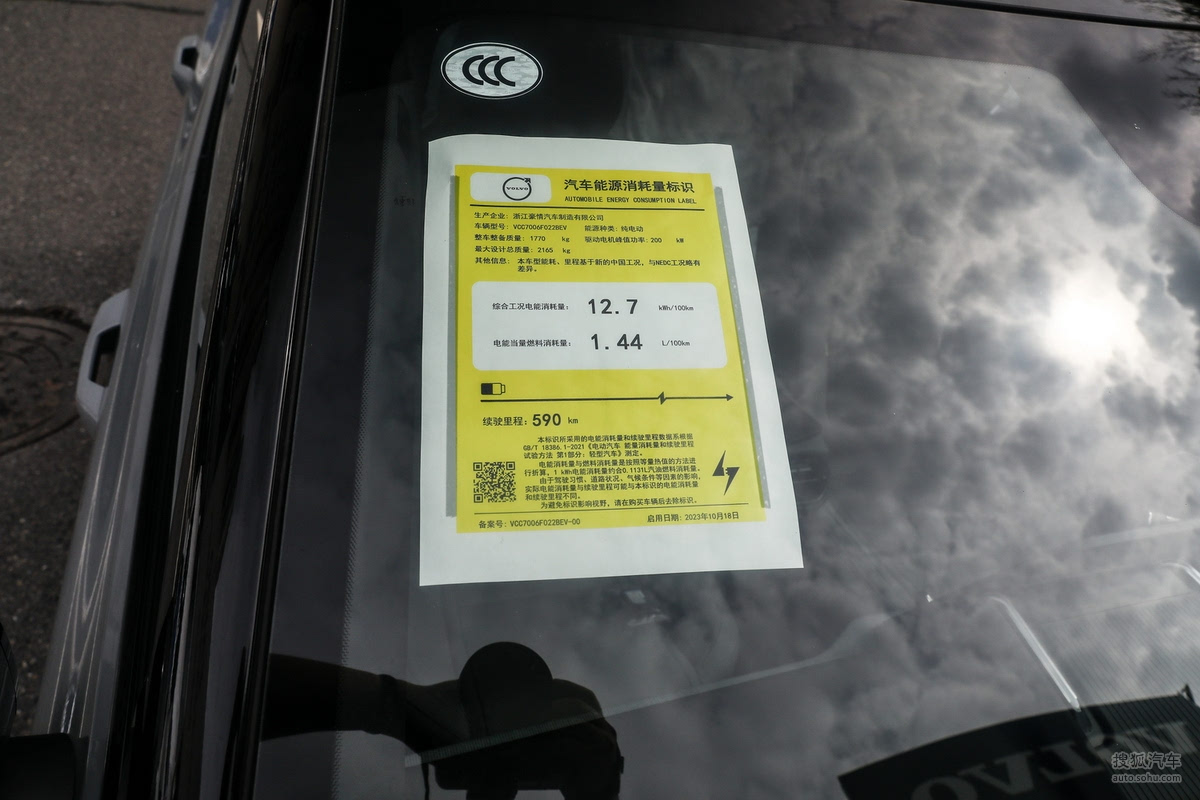 CCC
VOLVO
汽车能源消耗量标识
AUTOMOBILE ENERGY CONSUMPTION LABEL
生产企业: 浙江豪情汽车制造有限公司
车辆型号: VCC7006F022BEV 能源种类: 纯电动
整车整备质量: 1770 kg 驱动电机峰值功率: 200 kW
最大设计总质量: 2165 kg
其他信息: 本车型能耗、里程基于新的中国工况，与NEDC工况略有
差异。
综合工况电能消耗量: 12.7 kWh/100km
电能当量燃料消耗量: 1.44 L/100km
续驶里程: 590 km
本标识所采用的电能消耗量和续驶里程数据系根据
GB/T 18386.1-2021《电动汽车 能量消耗量和续驶里程
试验方法 第1部分: 轻型汽车》测定。
电能消耗量与燃料消耗量是按照等量热值的方法进
行折算，1 kWh电能消耗量约合0.1131L汽油燃料消耗量。
由于驾驶习惯、道路状况、气候条件等因素的影响，
实际电能消耗量与续驶里程可能与本标识的电能消耗量
和续驶里程不同。
为避免标识影响视野，请在购买车辆后去除标识。
备案号: VCC7006F022BEV-00 启用日期: 2023年10月18日
VOLVO
搜狐汽车
auto.sohu.com